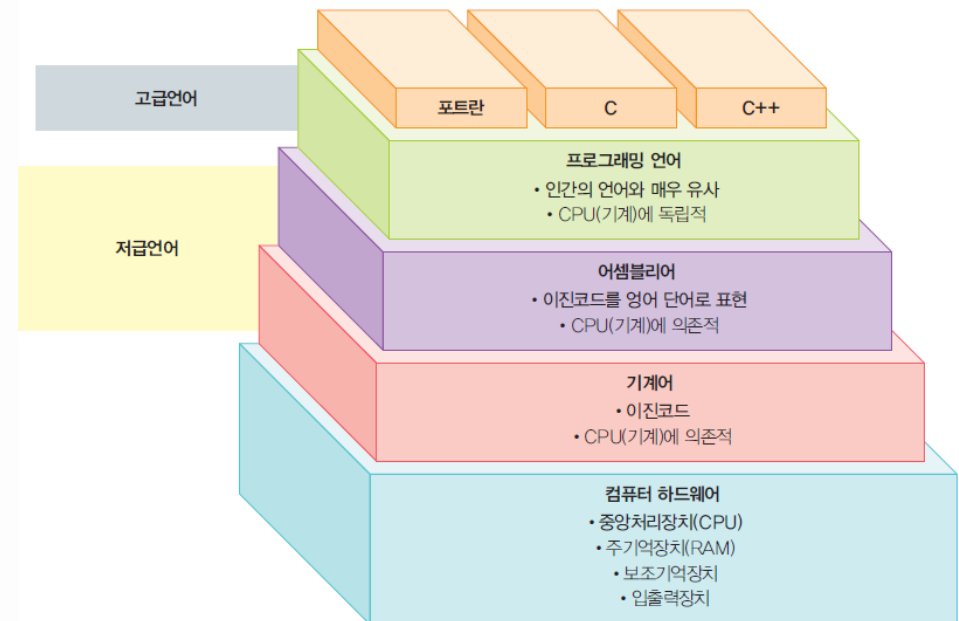 고급언어
저급언어
포트란
C
C++
프로그래밍 언어
• 인간의 언어와 매우 유사
• CPU(기계)에 독립적
어셈블리어
• 이진코드를 영어 단어로 표현
• CPU(기계)에 의존적
기계어
• 이진코드
• CPU(기계)에 의존적
컴퓨터 하드웨어
• 중앙처리장치(CPU)
• 주기억장치(RAM)
• 보조기억장치
• 입출력장치